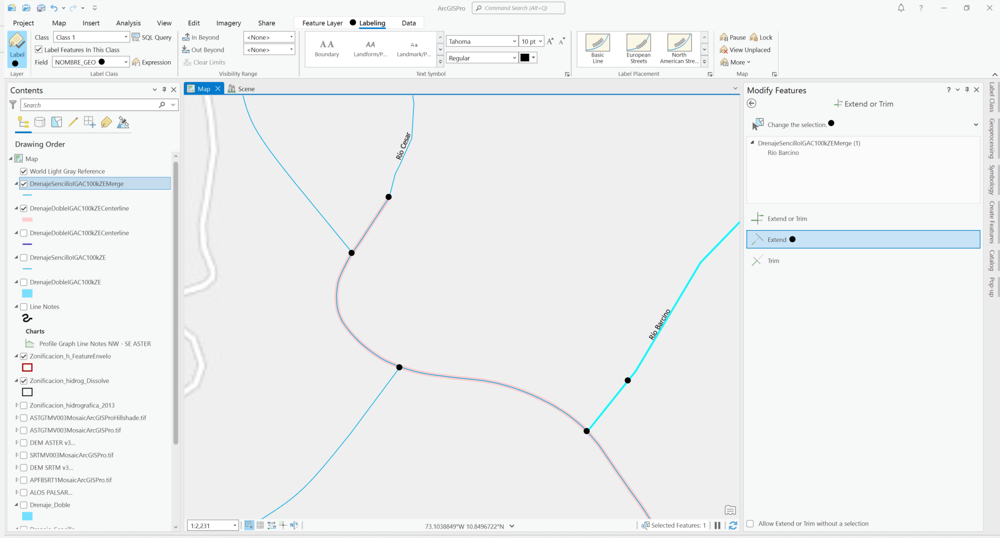 ArcGISPro
Command Search (Alt+Q)
Project Map Insert Analysis View Edit Imagery Share Feature Layer Labeling Data
Label
Layer
Class Class 1 SQL Query
Label Features In This Class
Field NOMBRE_GEO Expression
Label Class
In Beyond <None>
Out Beyond <None>
Clear Limits
Visibility Range
AA AA Aa
Boundary Landform/P... Landmark/P...
Tahoma 10 pt
Regular
Text Symbol
Basic Line
European Streets
North American Stre...
Label Placement
Pause Lock
View Unplaced
More
Map
Contents
Search
Drawing Order
Map
World Light Gray Reference
DrenajeSencilloIGAC100kZEMerge
DrenajeDobleIGAC100kZECenterline
DrenajeDobleIGAC100kZECenterline
DrenajeSencilloIGAC100kZE
DrenajeDobleIGAC100kZE
Line Notes
Charts
Profile Graph Line Notes NW - SE ASTER
Zonificacion_h_FeatureEnvelo
Zonificacion_hidrog_Dissolve
Zonificacion_hidrografica_2013
ASTGTMV003MosaicArcGISProHillshade.tif
ASTGTMV003MosaicArcGISPro.tif
DEM ASTER v3...
SRTMV003MosaicArcGISPro.tif
DEM SRTM v3...
APFBSRT1MosaicArcGISPro.tif
ALOS PALSAR...
Drenaje_Doble
Map Scene
Río Cesar
Río Barcino
1:2,231
73.1038849°W 10.8496722°N
Selected Features: 1
Modify Features
Extend or Trim
Change the selection.
DrenajeSencilloIGAC100kZEMerge (1)
Río Barcino
Extend or Trim
Extend
Trim
Allow Extend or Trim without a selection
Label Class
Geoprocessing
Symbology
Create Features
Catalog
Pop-up